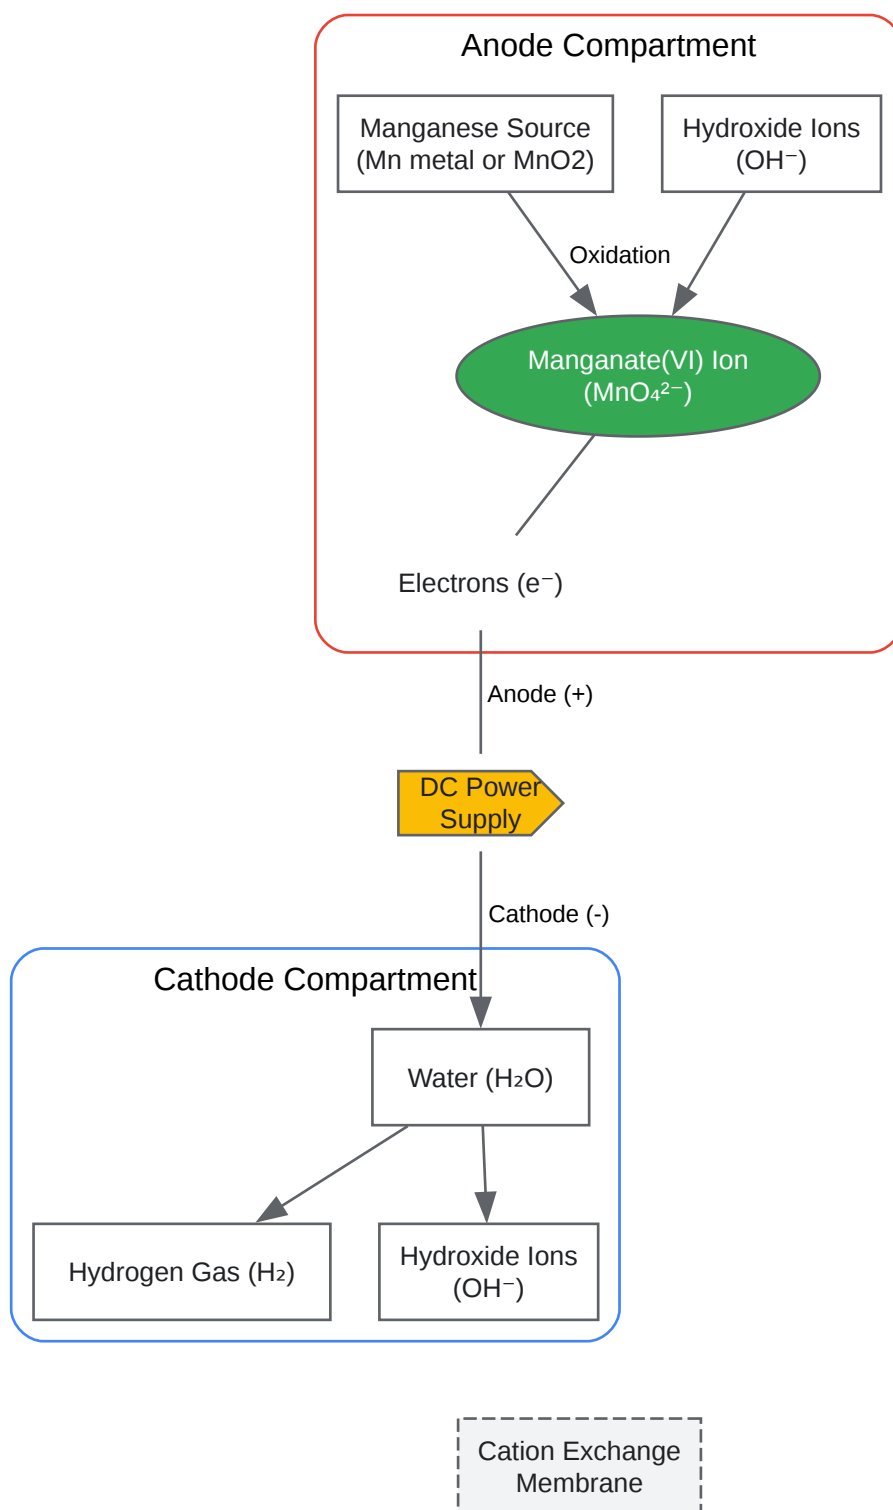 Anode Compartment
Manganese Source
(Mn metal or MnO2)
Hydroxide Ions
(OH⁻)
Oxidation
Manganate(VI) Ion
(MnO₄²⁻)
Electrons (e⁻)
Anode (+)
DC Power
Supply
Cathode (-)
Cathode Compartment
Water (H₂O)
Hydrogen Gas (H₂)
Hydroxide Ions
(OH⁻)
Cation Exchange
Membrane